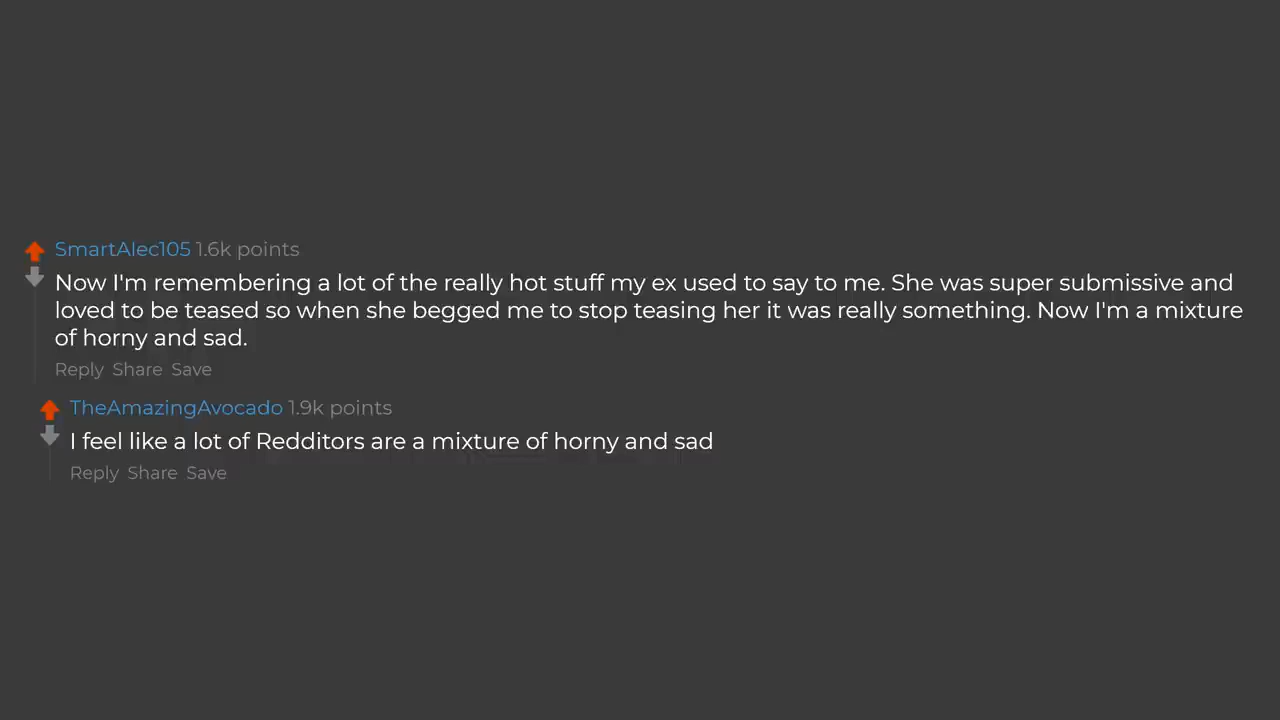 SmartAlec105 1.6k points
Now I'm remembering a lot of the really hot stuff my ex used to say to me. She was super submissive and
loved to be teased so when she begged me to stop teasing her it was really something. Now I'm a mixture
of horny and sad.
Reply Share Save
TheAmazingAvocado 1.9k points
I feel like a lot of Redditors are a mixture of horny and sad
Reply Share Save